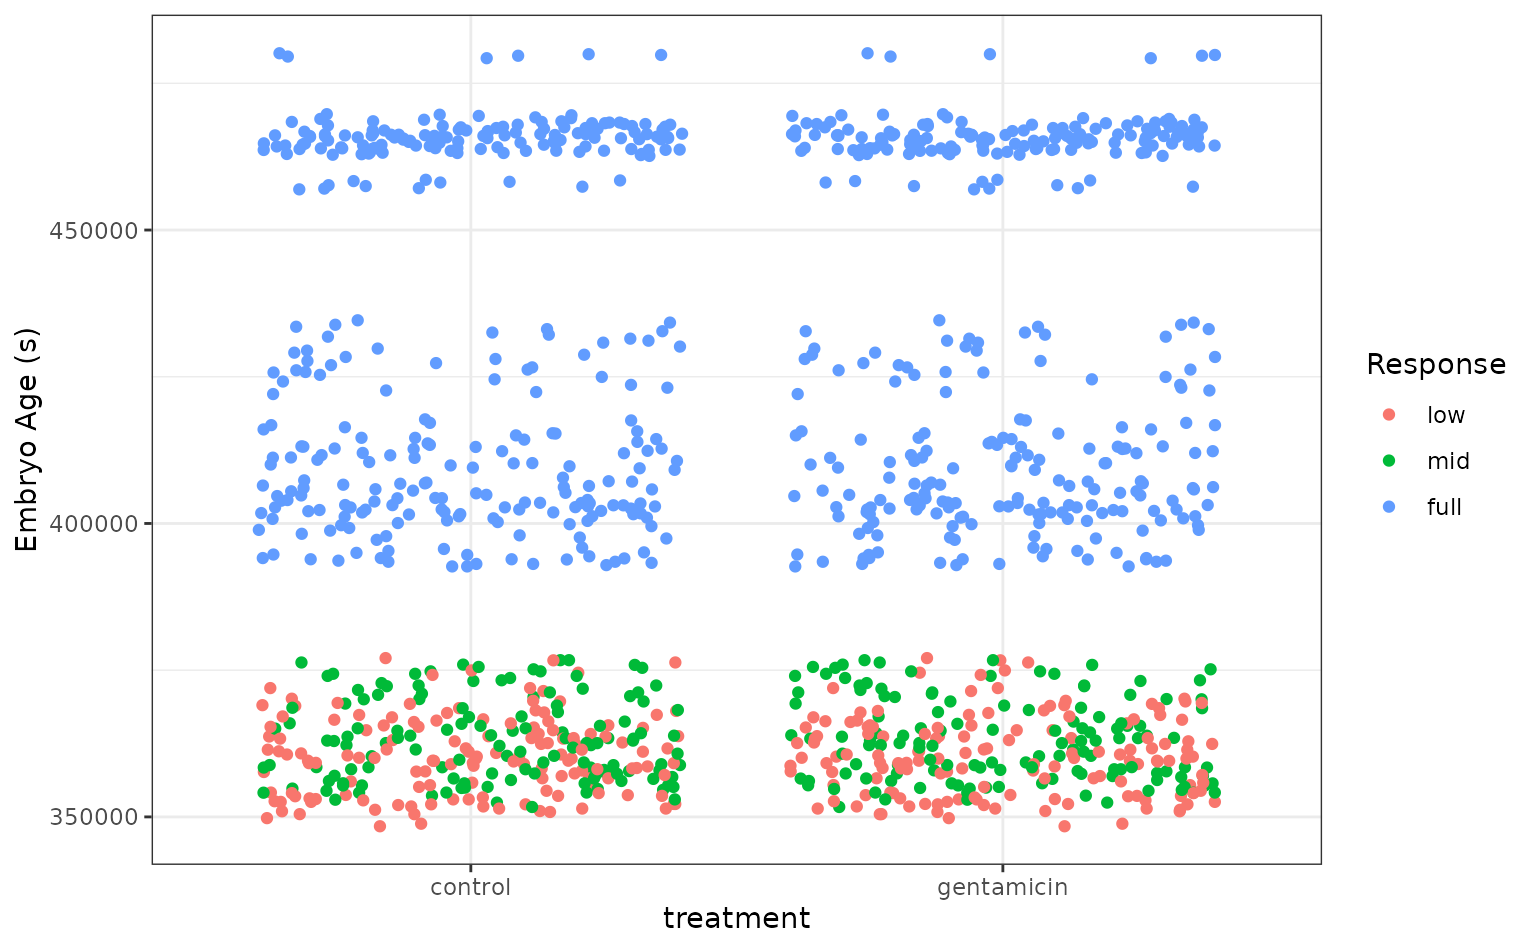 450000
400000
350000
Embryo Age (s)
control
gentamicin
treatment
Response
low
mid
full